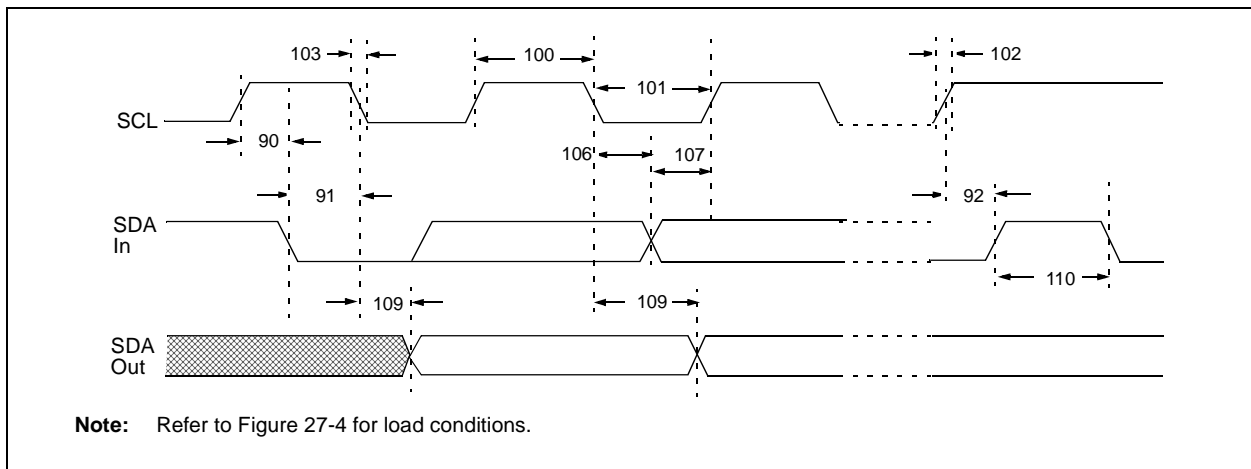 103
100
102
101
SCL
90
106
107
91
92
SDA
In
110
109
109
SDA
Out
Note: Refer to Figure 27-4 for load conditions.